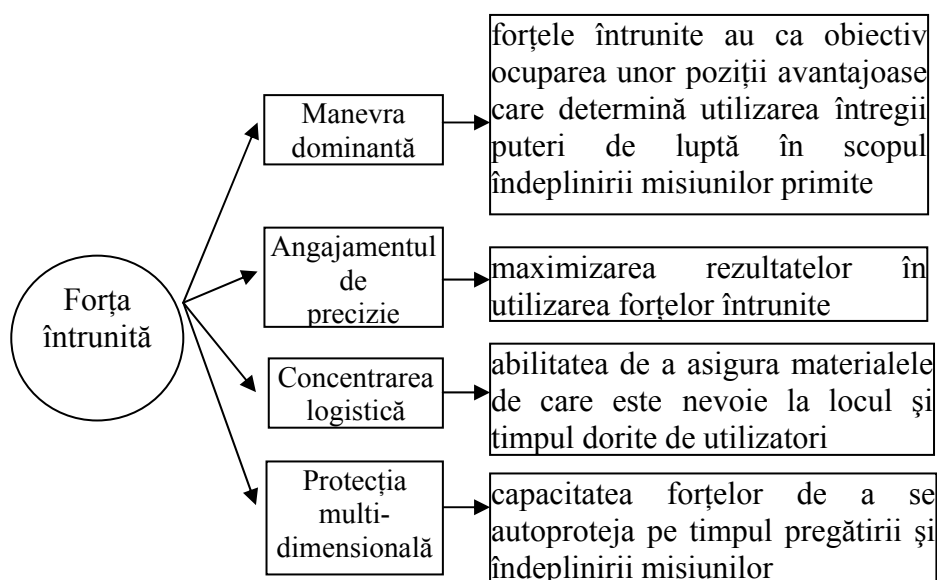 Forța
întrunită
Manevra
dominantă
forțele întrunite au ca obiectiv
ocuparea unor poziții avantajoase
care determină utilizarea întregii
puteri de luptă în scopul
îndeplinirii misiunilor primite
Angajamentul
de
precizie
maximizarea rezultatelor în
utilizarea forțelor întrunite
Concentrarea
logistică
abilitatea de a asigura materialele
de care este nevoie la locul şi
timpul dorite de utilizatori
Protecția
multi-
dimensională
capacitatea forțelor de a se
autoproteja pe timpul pregătirii şi
îndeplinirii misiunilor